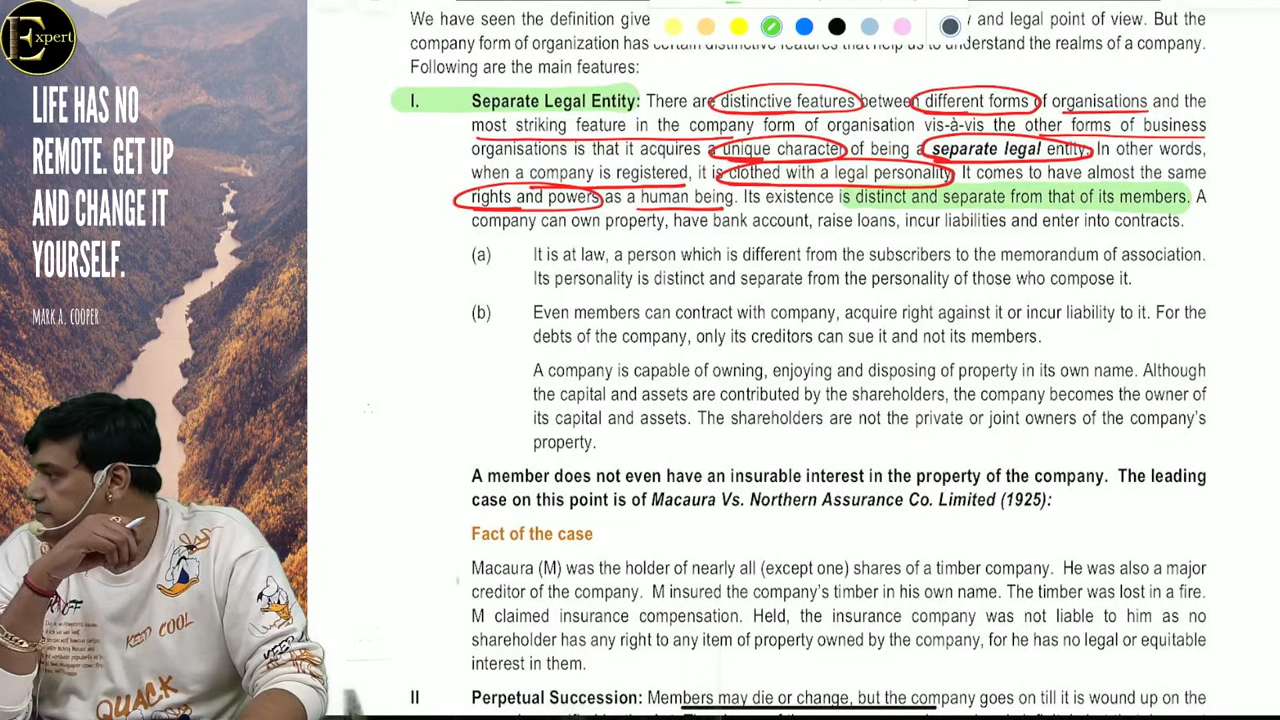 Expert
LIFE HAS NO
REMOTE. GET UP
AND CHANGE IT
YOURSELF.
MARK A. COOPER
We have seen the definition give
and legal point of view. But the
company form of organization has certain distinctive features that help us to understand the realms of a company.
Following are the main features:
I. Separate Legal Entity: There are distinctive features between different forms of organisations and the
most striking feature in the company form of organisation vis-à-vis the other forms of business
organisations is that it acquires a unique character of being a separate legal entity. In other words,
when a company is registered, it is clothed with a legal personality. It comes to have almost the same
rights and powers as a human being. Its existence is distinct and separate from that of its members. A
company can own property, have bank account, raise loans, incur liabilities and enter into contracts.
(a) It is at law, a person which is different from the subscribers to the memorandum of association.
Its personality is distinct and separate from the personality of those who compose it.
(b) Even members can contract with company, acquire right against it or incur liability to it. For the
debts of the company, only its creditors can sue it and not its members.
A company is capable of owning, enjoying and disposing of property in its own name. Although
the capital and assets are contributed by the shareholders, the company becomes the owner of
its capital and assets. The shareholders are not the private or joint owners of the company's
property.
A member does not even have an insurable interest in the property of the company. The leading
case on this point is of Macaura Vs. Northern Assurance Co. Limited (1925):
Fact of the case
Macaura (M) was the holder of nearly all (except one) shares of a timber company. He was also a major
creditor of the company. M insured the company's timber in his own name. The timber was lost in a fire.
M claimed insurance compensation. Held, the insurance company was not liable to him as no
shareholder has any right to any item of property owned by the company, for he has no legal or equitable
interest in them.
II Perpetual Succession: Members may die or change, but the company goes on till it is wound up on the
KEEP COOL
QUACK